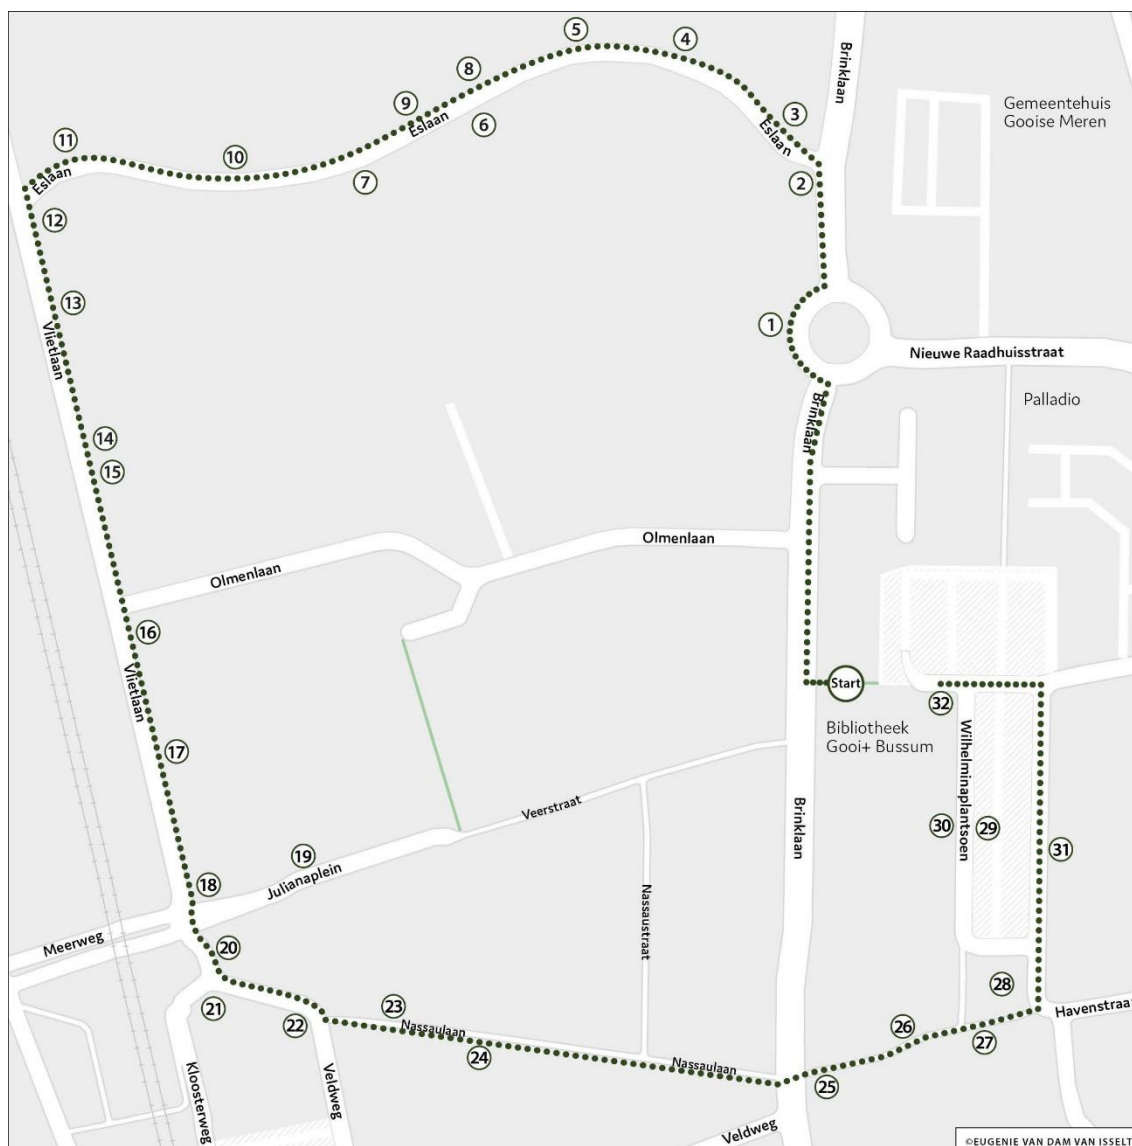 5
4
Brinklaan
8
Gemeentehuis
Gooise Meren
9
3
Eslaan
6
Eslaan
11
10
2
7
Eslaan
12
13
1
Vlietlaan
Nieuwe Raadhuisstraat
Brinklaan
Palladio
14
15
Olmenlaan
Olmenlaan
16
Vlietlaan
Start
32
Bibliotheek
Gooi+ Bussum
Wilhelminaplantsoen
17
Veerstraat
Brinklaan
30
29
19
31
Julianaplein
18
Nassaustraat
Meerweg
20
28
21
23
22
Nassaulaan
Havenstraa
26
27
24
Nassaulaan
Veldweg
Kloosterweg
25
Veldweg
©EUGENIE VAN DAM VAN ISSELT